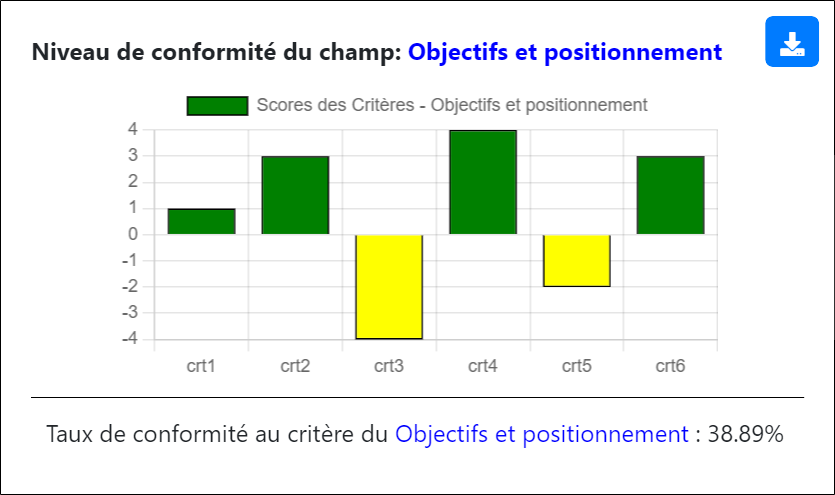 Niveau de conformité du champ: Objectifs et positionnement
Scores des Critères - Objectifs et positionnement
4
3
2
1
0
-1
-2
-3
-4
crt1 crt2 crt3 crt4 crt5 crt6
Taux de conformité au critère du Objectifs et positionnement : 38.89%